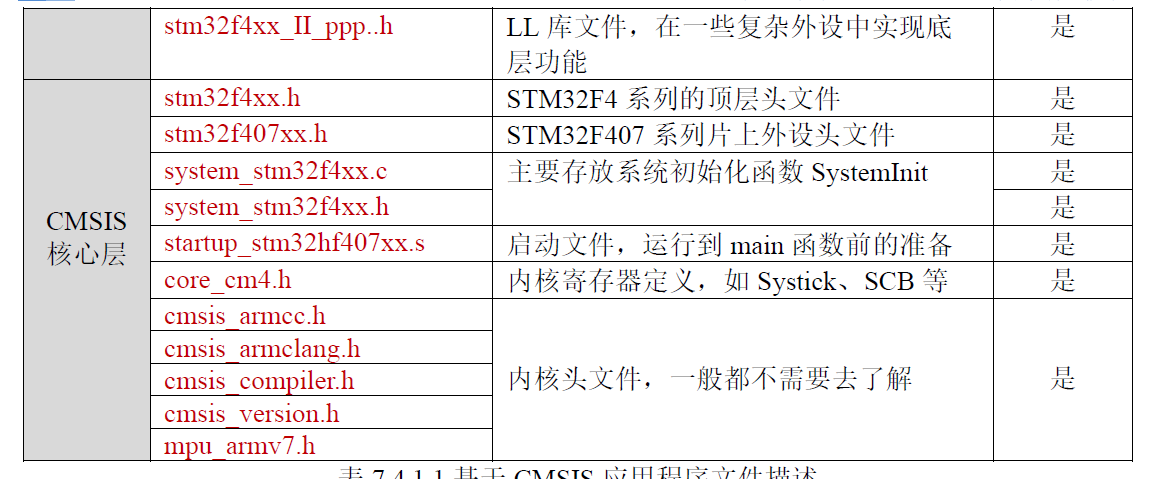 stm32f4xx_II_ppp..h LL 库文件，在一些复杂外设中实现底 是
层功能
stm32f4xx.h STM32F4 系列的顶层头文件 是
stm32f407xx.h STM32F407 系列片上外设头文件 是
system_stm32f4xx.c 主要存放系统初始化函数 SystemInit 是
system_stm32f4xx.h 是
CMSIS
核心层
startup_stm32hf407xx.s 启动文件，运行到 main 函数前的准备 是
core_cm4.h 内核寄存器定义，如 Systick、SCB 等 是
cmsis_armcc.h
cmsis_armclang.h
cmsis_compiler.h 内核头文件，一般都不需要去了解 是
cmsis_version.h
mpu_armv7.h
表 7.4.1.1 基于 CMSIS 应用程序文件描述